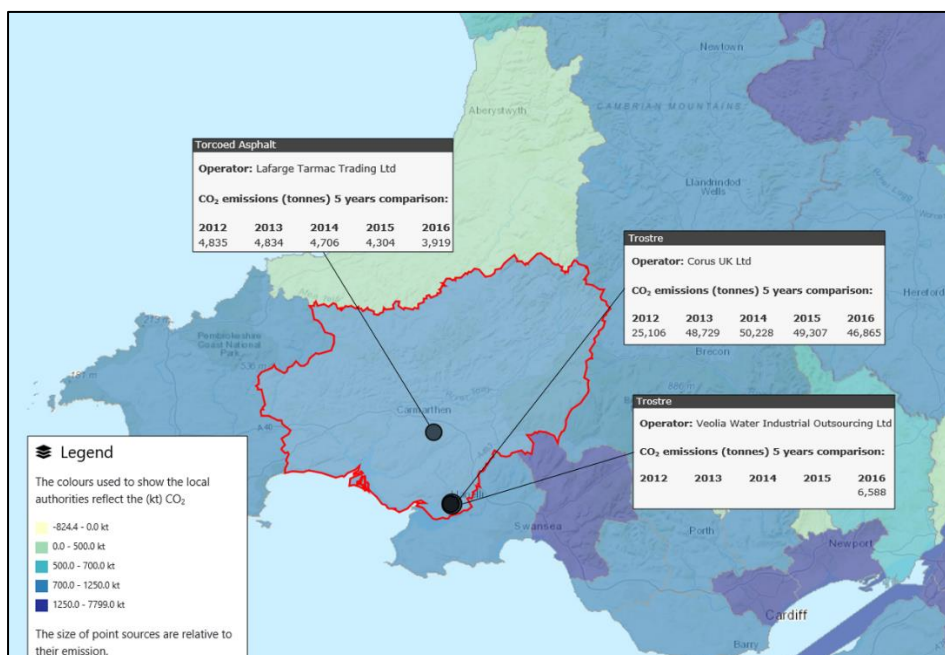 Newtown
CAMBRIAN MOUNTAINS
Aberystwyth
Torcoed Asphalt
Operator: Lafarge Tarmac Trading Ltd
CO₂ emissions (tonnes) 5 years comparison:
2012 2013 2014 2015 2016
4,835 4,834 4,706 4,304 3,919
Llandrindod
Wells
Trostre
Operator: Corus UK Ltd
CO₂ emissions (tonnes) 5 years comparison:
2012 2013 2014 2015 2016
25,106 48,729 50,228 49,307 46,865
Hereford
Pembrokeshire
Coast National
Park
Brecon
Trostre
Operator: Veolia Water Industrial Outsourcing Ltd
CO₂ emissions (tonnes) 5 years comparison:
2012 2013 2014 2015 2016
6,588
Carmarthen
A40
Swansea
Porth
Newport
Cardiff
Barry
Legend
The colours used to show the local
authorities reflect the (kt) CO₂
-824.4 - 0.0 kt
0.0 - 500.0 kt
500.0 - 700.0 kt
700.0 - 1250.0 kt
1250.0 - 7799.0 kt
The size of point sources are relative to
their emission.